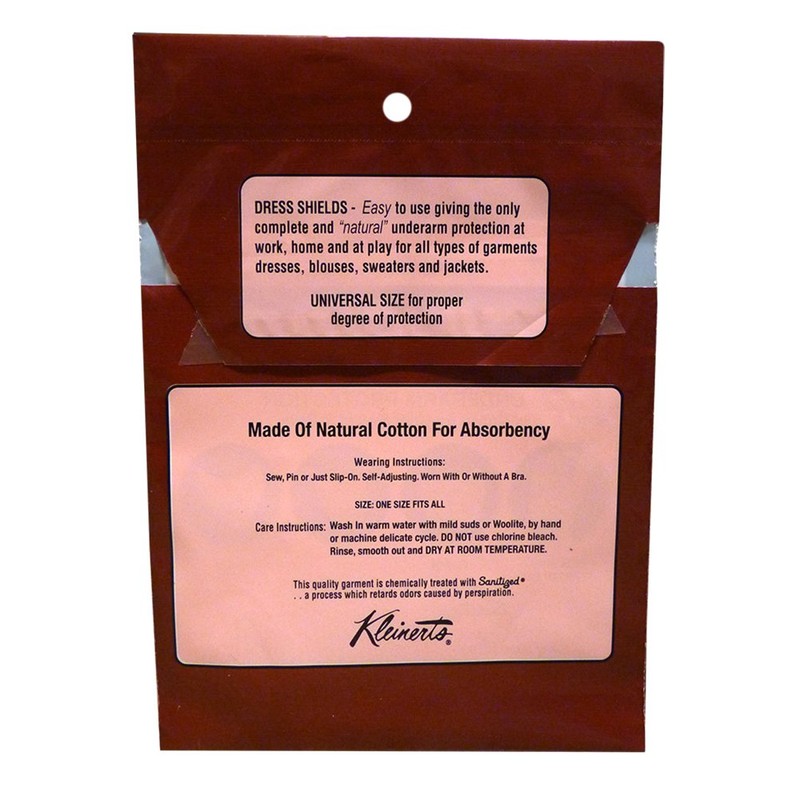 DRESS SHIELDS - Easy to use giving the only
complete and "natural" underarm protection at
work, home and at play for all types of garments
dresses, blouses, sweaters and jackets.
UNIVERSAL SIZE for proper
degree of protection
Made Of Natural Cotton For Absorbency
Wearing Instructions:
Sew, Pin or Just Slip-On. Self-Adjusting. Worn With Or Without A Bra.
SIZE: ONE SIZE FITS ALL
Care Instructions: Wash In warm water with mild suds or Woolite, by hand
or machine delicate cycle. DO NOT use chlorine bleach.
Rinse, smooth out and DRY AT ROOM TEMPERATURE.
This quality garment is chemically treated with Sanitized®
. . a process which retards odors caused by perspiration.
Kleinert's®